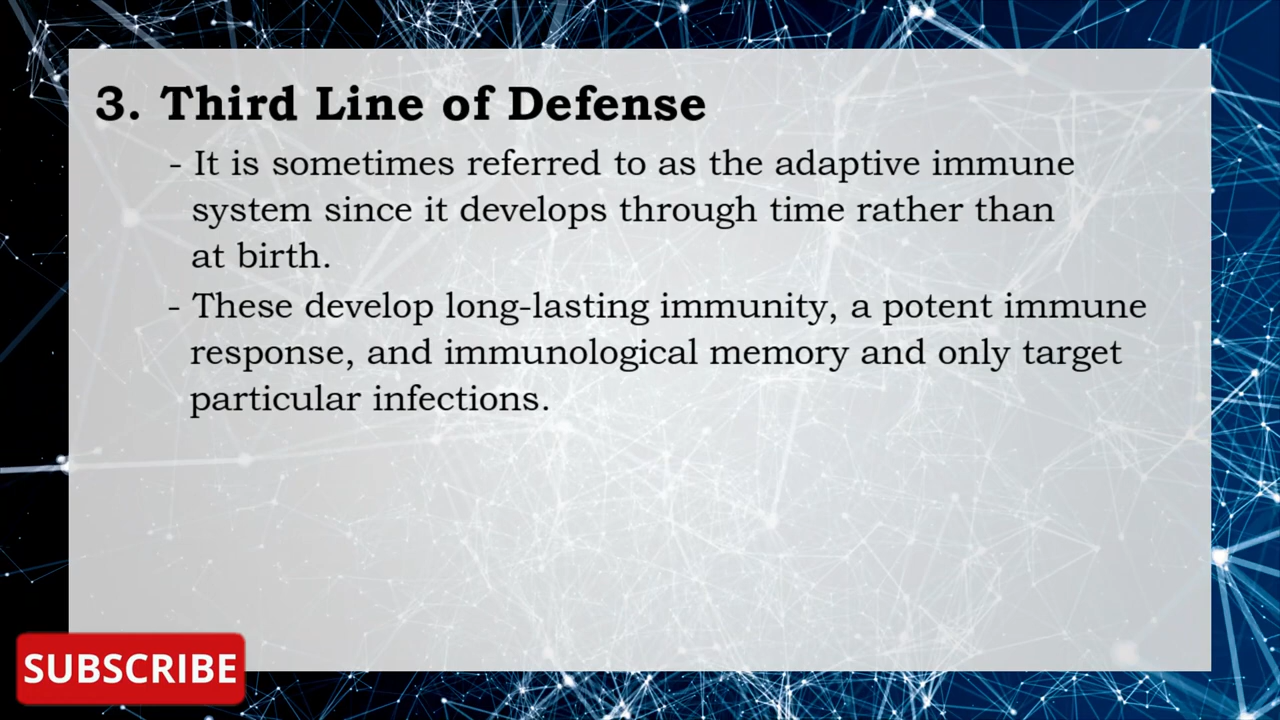 3. Third Line of Defense
- It is sometimes referred to as the adaptive immune
system since it develops through time rather than
at birth.
- These develop long-lasting immunity, a potent immune
response, and immunological memory and only target
particular infections.
SUBSCRIBE